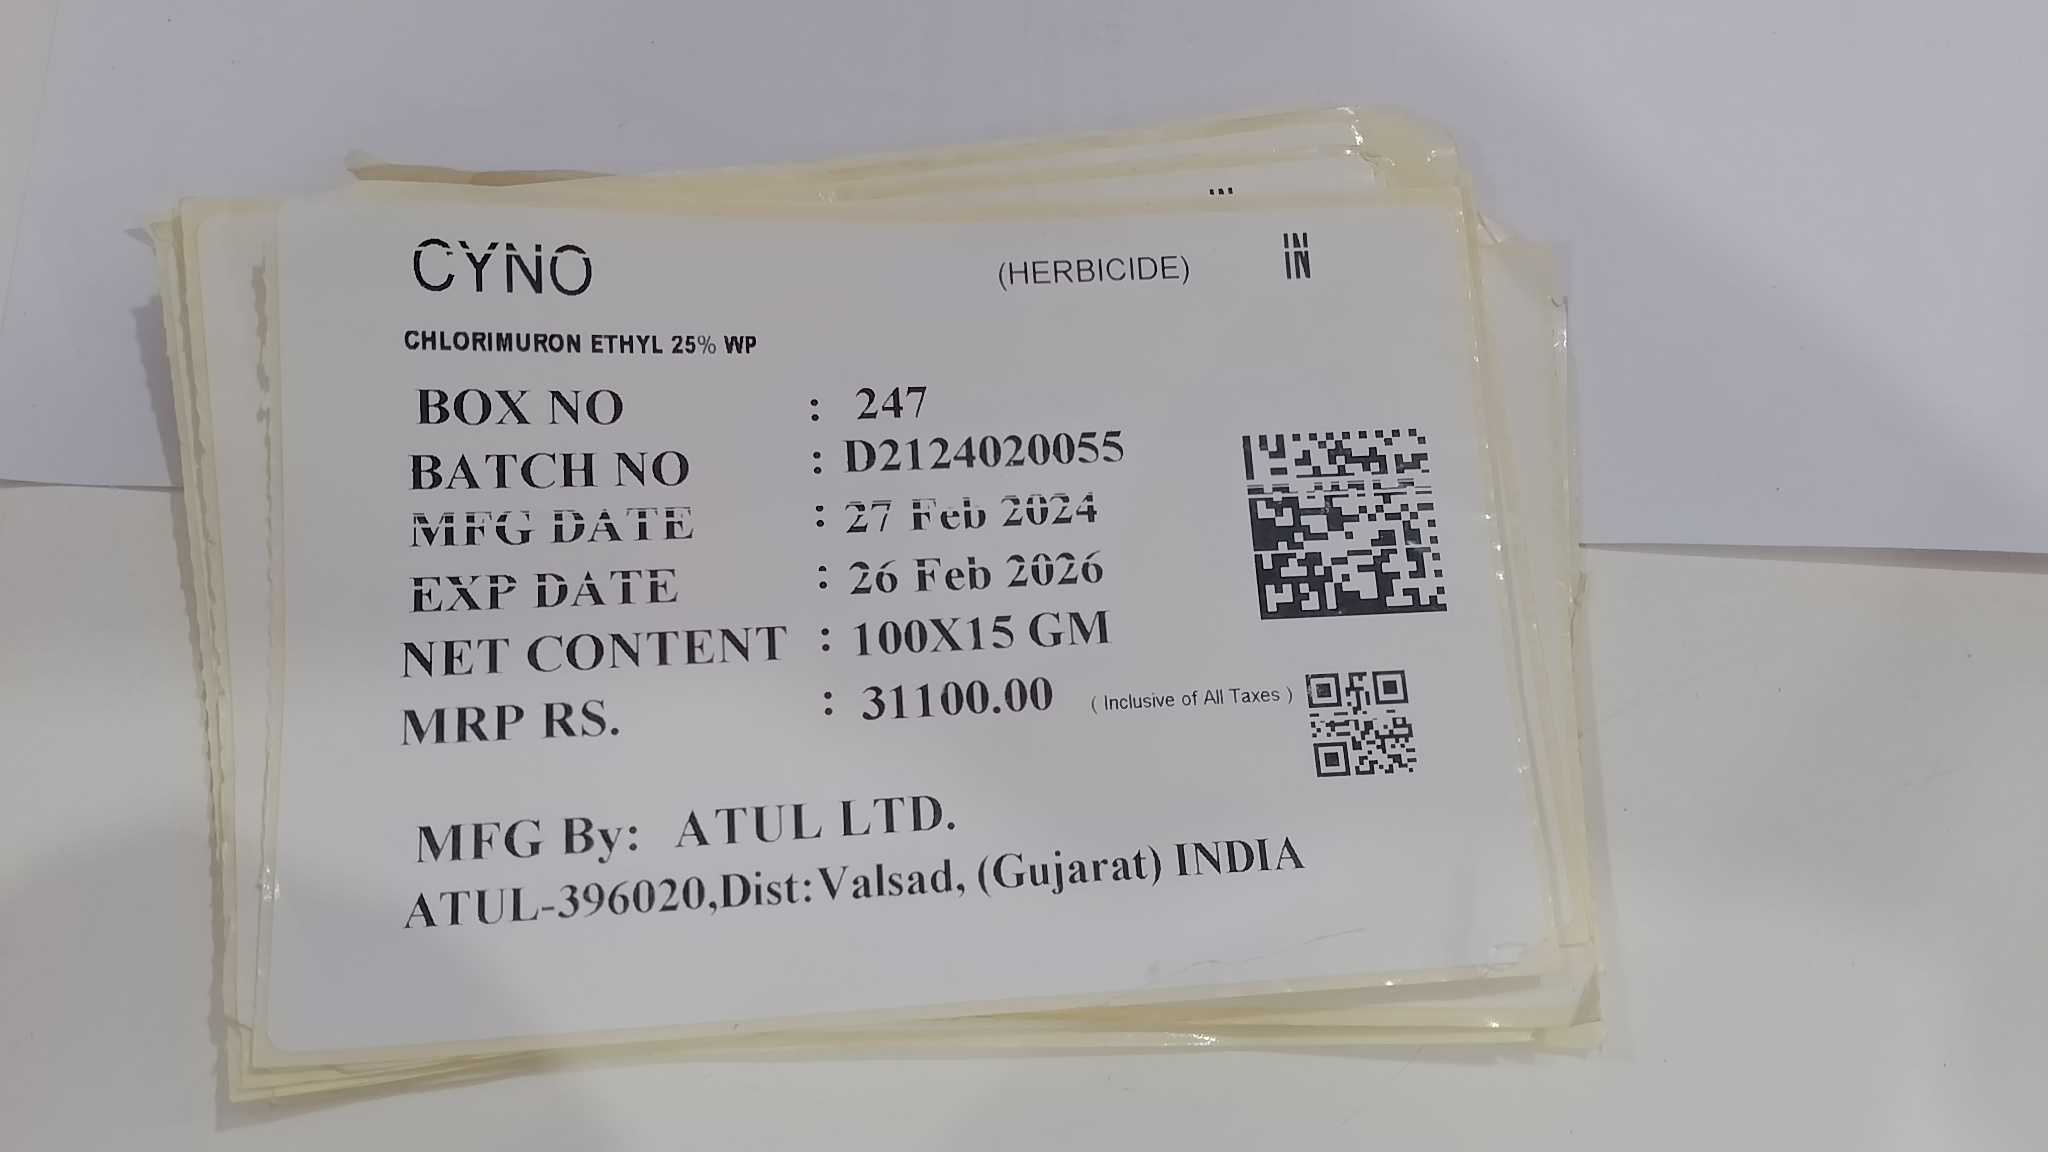 CYNO (HERBICIDE) IN
IN
CHLORIMURON ETHYL 25% WP
BOX NO : 247
BATCH NO : D2124020055
MFG DATE : 27 Feb 2024
EXP DATE : 26 Feb 2026
NET CONTENT : 100X15 GM
MRP RS. : 31100.00 ( Inclusive of All Taxes )
MFG By: ATUL LTD.
ATUL-396020,Dist:Valsad, (Gujarat) INDIA